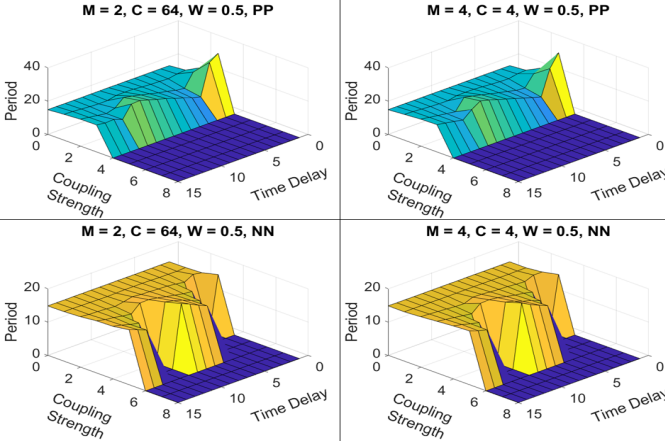 M = 2, C = 64, W = 0.5, PP
40
20
0
Period
0
2
4
6
8
Coupling
Strength
15
10
5
0
Time Delay
M = 4, C = 4, W = 0.5, PP
40
20
0
Period
0
2
4
6
8
Coupling
Strength
15
10
5
0
Time Delay
M = 2, C = 64, W = 0.5, NN
20
10
0
Period
0
2
4
6
8
Coupling
Strength
15
10
5
0
Time Delay
M = 4, C = 4, W = 0.5, NN
20
10
0
Period
0
2
4
6
8
Coupling
Strength
15
10
5
0
Time Delay